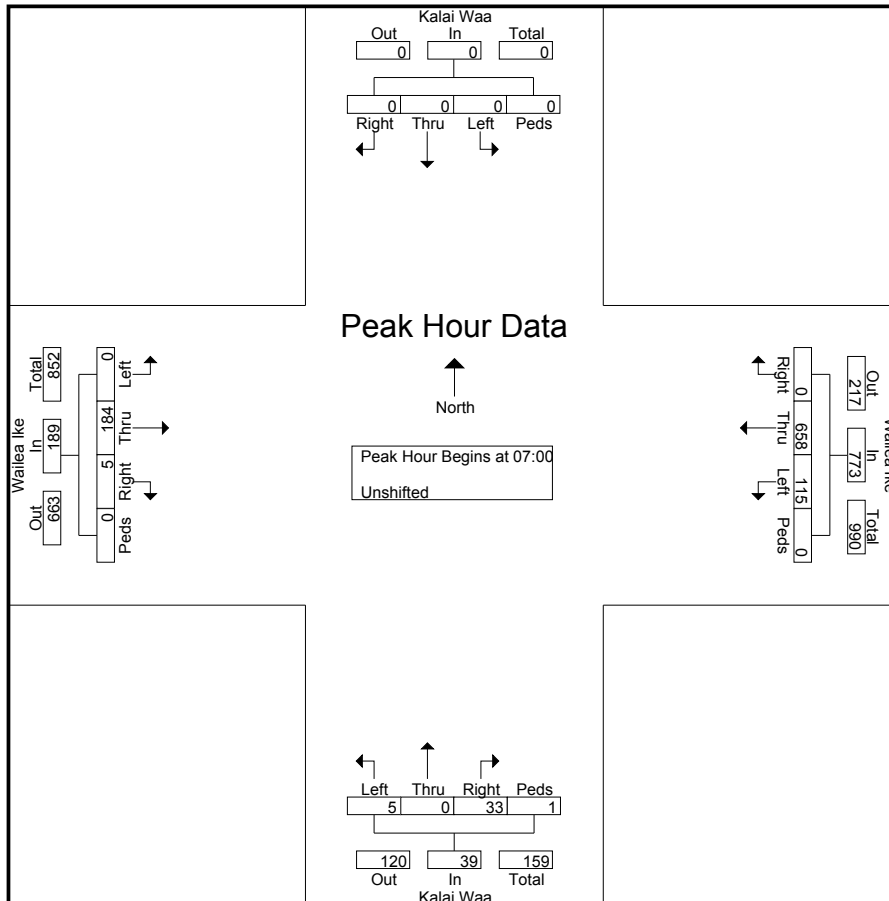 Kalai Waa
Out In Total
0 0 0
0 0 0 0
Right Thru Left Peds
Peak Hour Data
North
Peak Hour Begins at 07:00
Unshifted
Wailea Ike
Total In Out
852 189 663
0 184 5 0
Left Thru Right Peds
Right Thru Left Peds
0 658 115 0
Out In Total
217 773 990
Wailea Ike
Left Thru Right Peds
5 0 33 1
120 39 159
Out In Total
Kalai Waa